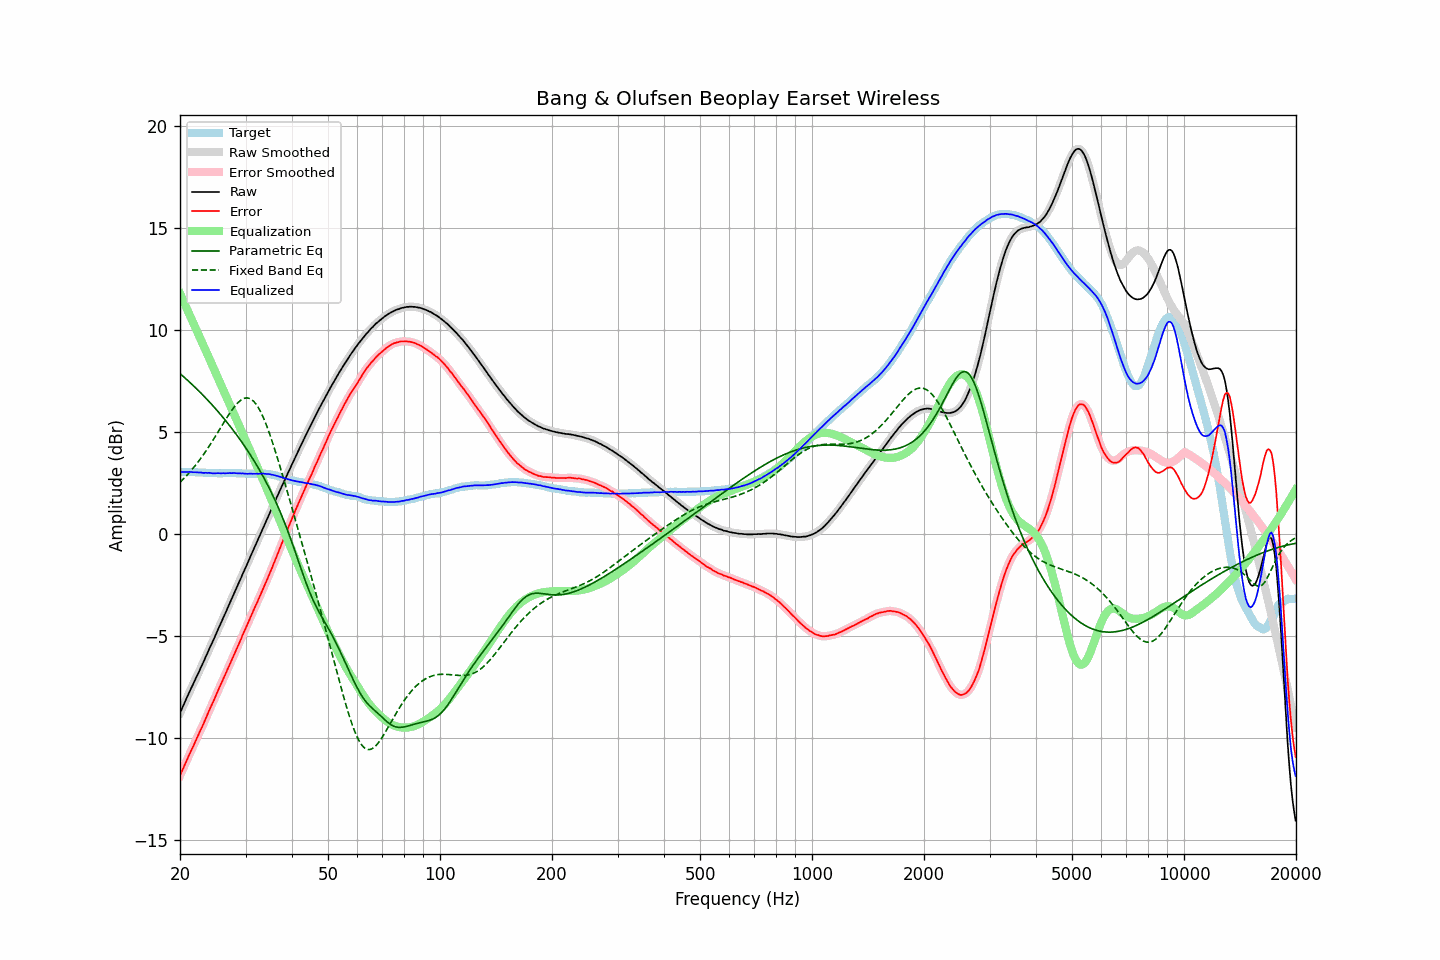 Bang & Olufsen Beoplay Earset Wireless
Target
Raw Smoothed
Error Smoothed
Raw
Error
Equalization
Parametric Eq
Fixed Band Eq
Equalized
Amplitude (dBr)
20
15
10
5
0
−5
−10
−15
20 50 100 200 500 1000 2000 5000 10000 20000
Frequency (Hz)